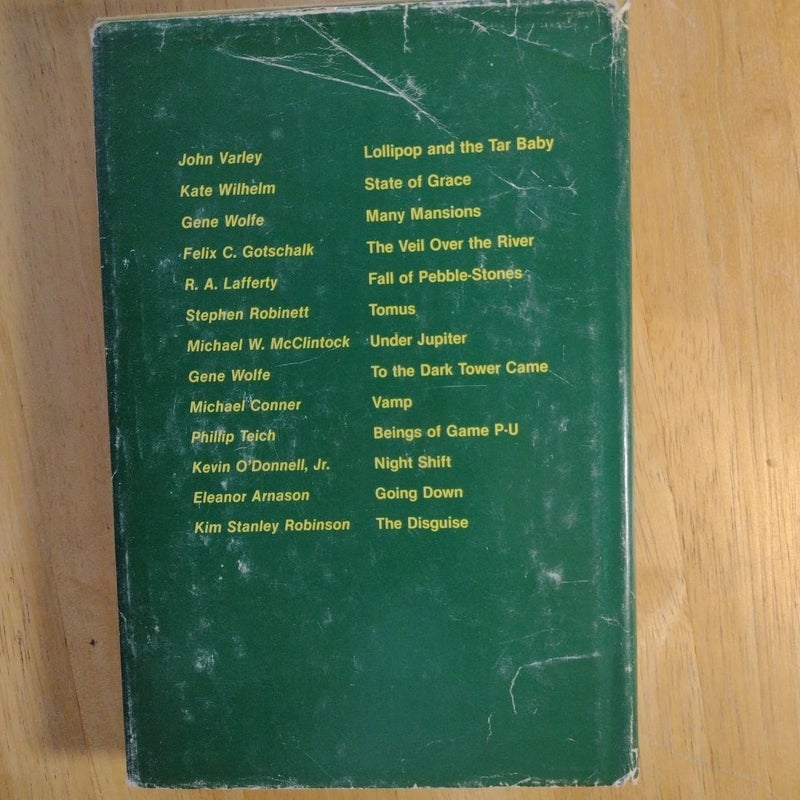 John Varley Lollipop and the Tar Baby
Kate Wilhelm State of Grace
Gene Wolfe Many Mansions
Felix C. Gotschalk The Veil Over the River
R. A. Lafferty Fall of Pebble-Stones
Stephen Robinett Tomus
Michael W. McClintock Under Jupiter
Gene Wolfe To the Dark Tower Came
Michael Conner Vamp
Phillip Teich Beings of Game P-U
Kevin O'Donnell, Jr. Night Shift
Eleanor Arnason Going Down
Kim Stanley Robinson The Disguise